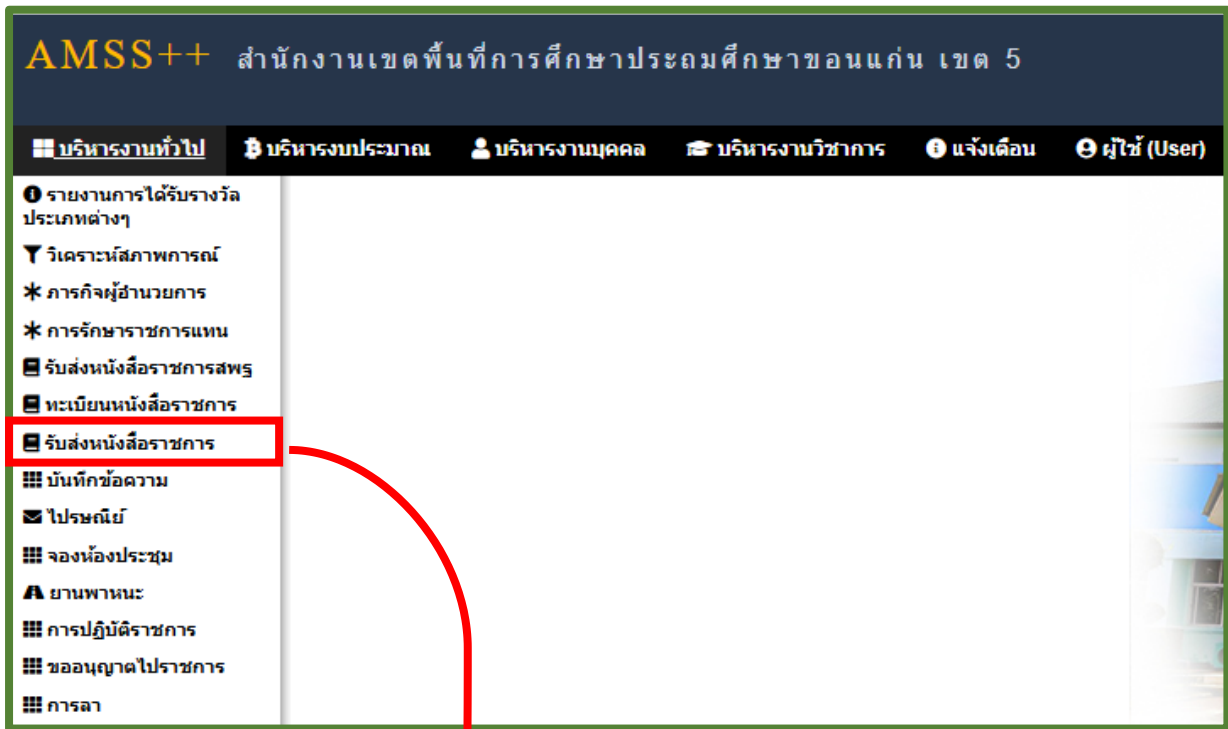 AMSS++ สำนักงานเขตพื้นที่การศึกษาประถมศึกษาขอนแก่น เขต 5
บริหารงานทั่วไป บริหารงบประมาณ บริหารงานบุคคล บริหารงานวิชาการ แจ้งเตือน ผู้ใช้ (User)
รายงานการได้รับรางวัล
ประเภทต่างๆ
วิเคราะห์สภาพการณ์
ภารกิจผู้อำนวยการ
การรักษาราชการแทน
รับส่งหนังสือราชการสพฐ
ทะเบียนหนังสือราชการ
รับส่งหนังสือราชการ
บันทึกข้อความ
ไปรษณีย์
จองห้องประชุม
ยานพาหนะ
การปฏิบัติราชการ
ขออนุญาตไปราชการ
การลา